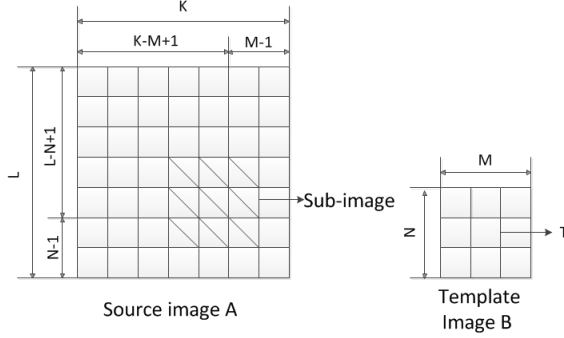 K
K-M+1
M-1
L
L-N+1
N-1
Sub-image
Source image A
M
N
T
Template
Image B